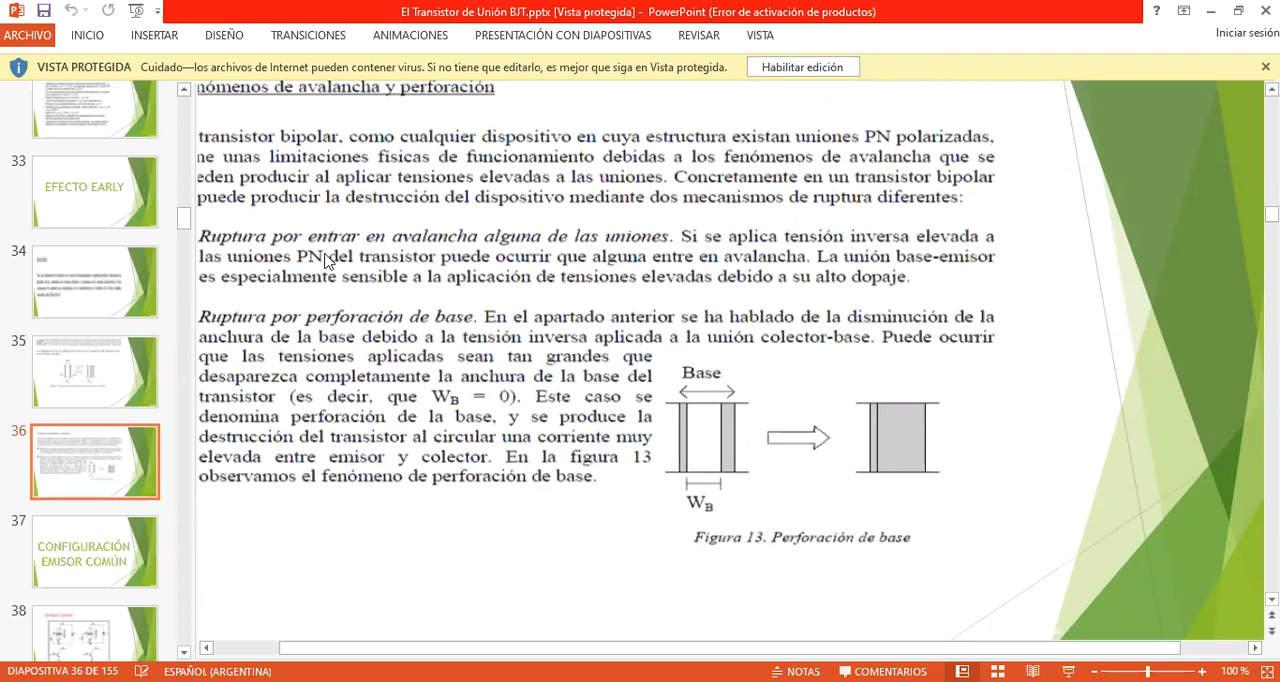 El Transistor de Unión BJT.pptx [Vista protegida] - PowerPoint (Error de activación de productos)
?
ARCHIVO INICIO INSERTAR DISEÑO TRANSICIONES ANIMACIONES PRESENTACIÓN CON DIAPOSITIVAS REVISAR VISTA Iniciar sesión
VISTA PROTEGIDA Cuidado—los archivos de Internet pueden contener virus. Si no tiene que editarlo, es mejor que siga en Vista protegida. Habilitar edición
33
EFECTO EARLY
34
35
36
37
CONFIGURACIÓN
EMISOR COMÚN
38
Emisor Común
nómenos de avalancha y perforación
transistor bipolar, como cualquier dispositivo en cuya estructura existan uniones PN polarizadas,
ne unas limitaciones físicas de funcionamiento debidas a los fenómenos de avalancha que se
eden producir al aplicar tensiones elevadas a las uniones. Concretamente en un transistor bipolar
puede producir la destrucción del dispositivo mediante dos mecanismos de ruptura diferentes:
Ruptura por entrar en avalancha alguna de las uniones. Si se aplica tensión inversa elevada a
las uniones PN del transistor puede ocurrir que alguna entre en avalancha. La unión base-emisor
es especialmente sensible a la aplicación de tensiones elevadas debido a su alto dopaje.
Ruptura por perforación de base. En el apartado anterior se ha hablado de la disminución de la
anchura de la base debido a la tensión inversa aplicada a la unión colector-base. Puede ocurrir
que las tensiones aplicadas sean tan grandes que
desaparezca completamente la anchura de la base del
transistor (es decir, que WB = 0). Este caso se
denomina perforación de la base, y se produce la
destrucción del transistor al circular una corriente muy
elevada entre emisor y colector. En la figura 13
observamos el fenómeno de perforación de base.
Base
WB
Figura 13. Perforación de base
DIAPOSITIVA 36 DE 155 ESPAÑOL (ARGENTINA) NOTAS COMENTARIOS 100 %